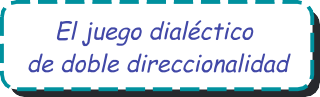 El juego dialéctico
de doble direccionalidad